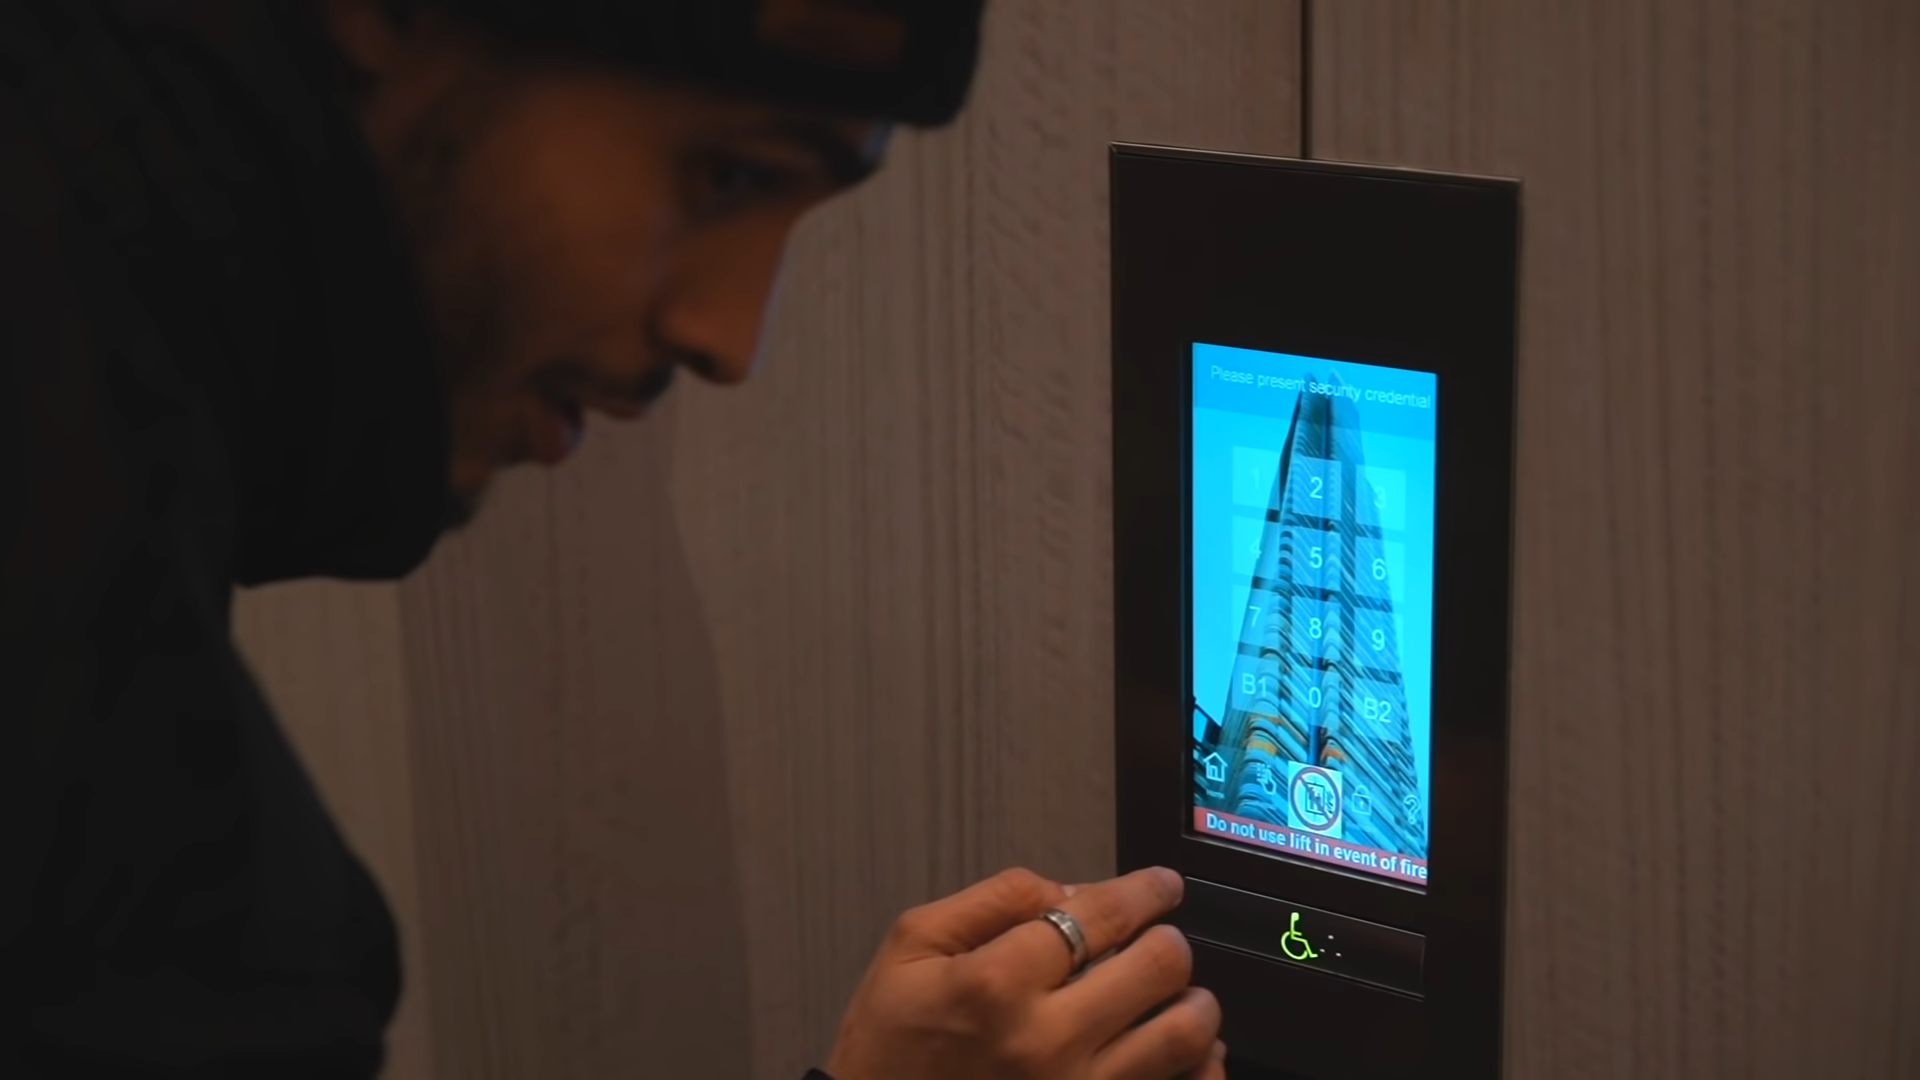 Please present security credential
1 2 3
4 5 6
7 8 9
B1 0 B2
?
Do not use lift in event of fire